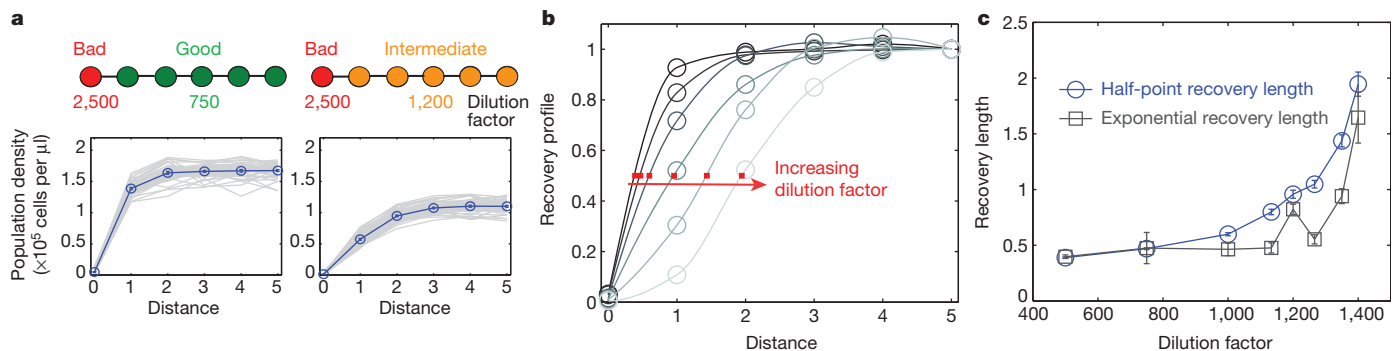 a
Bad Good
2,500 750
Bad Intermediate
2,500 1,200 Dilution
factor
Population density
(×10⁵ cells per μl)
2
1.5
1
0.5
0
0 1 2 3 4 5
Distance
2
1.5
1
0.5
0
0 1 2 3 4 5
Distance
b
Recovery profile
1
0.8
0.6
0.4
0.2
0
Increasing
dilution factor
0 1 2 3 4 5
Distance
c
Recovery length
2.5
2
1.5
1
0.5
0
Half-point recovery length
Exponential recovery length
400 600 800 1,000 1,200 1,400
Dilution factor